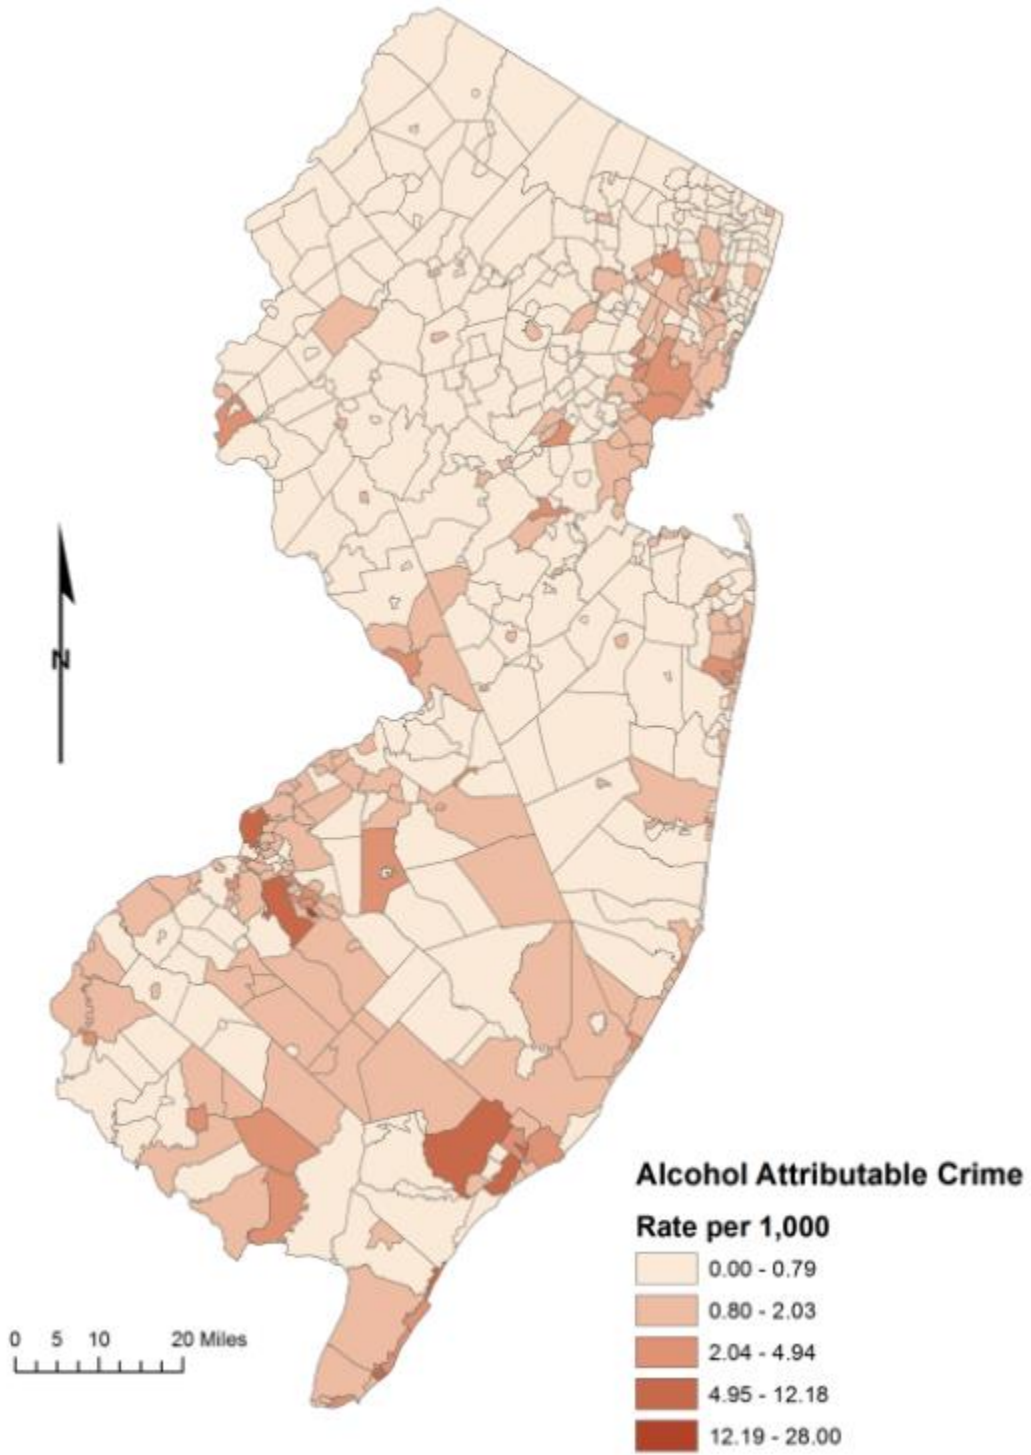 N
Alcohol Attributable Crime
Rate per 1,000
0.00 - 0.79
0.80 - 2.03
2.04 - 4.94
4.95 - 12.18
12.19 - 28.00
0 5 10 20 Miles